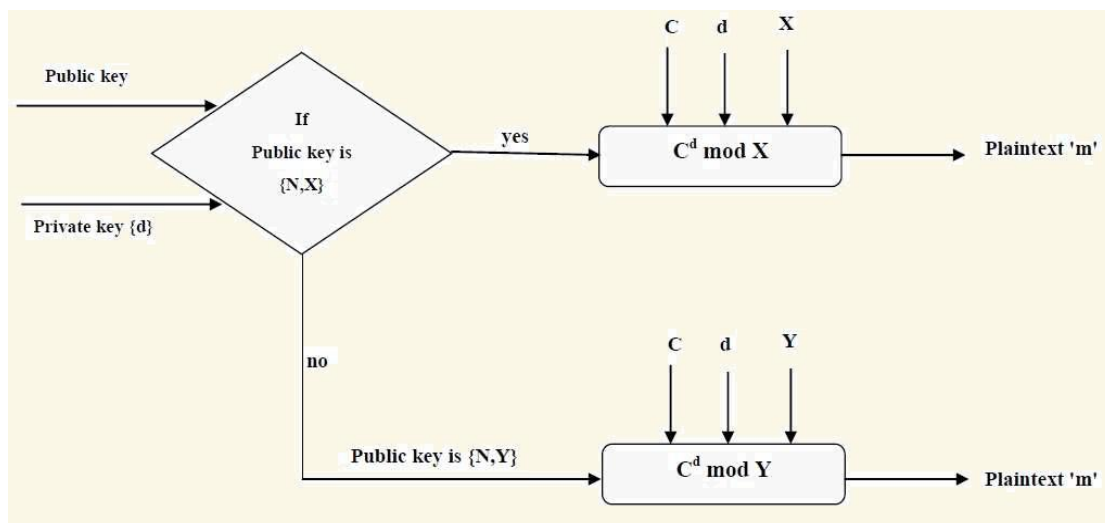 C d X
Public key
If
Public key is
{N,X}
yes
C^d mod X
Plaintext 'm'
Private key {d}
no
C d Y
Public key is {N,Y}
C^d mod Y
Plaintext 'm'